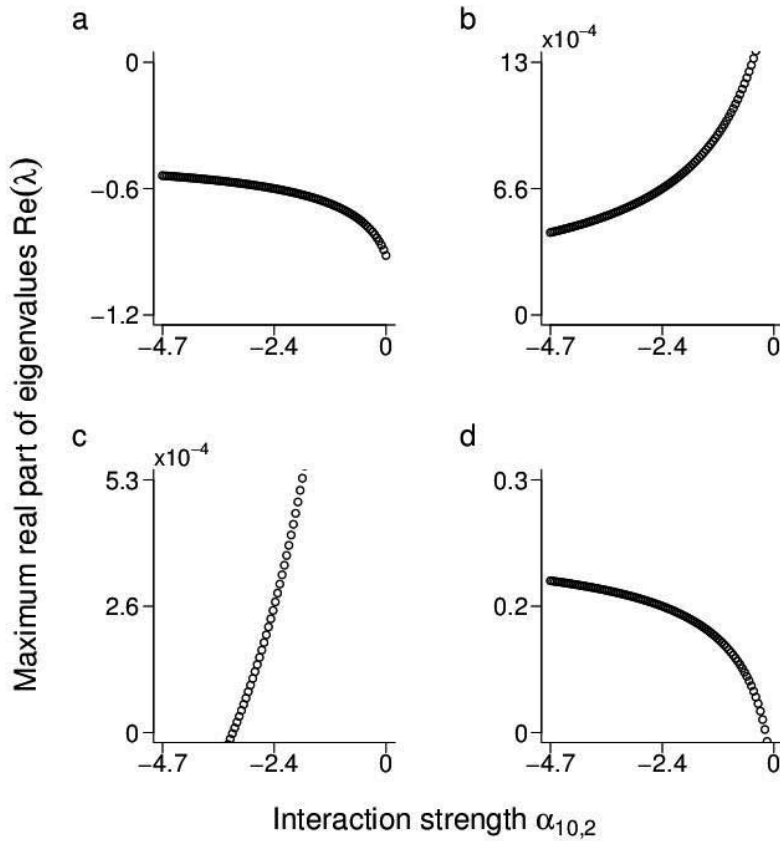 a
0
−0.6
−1.2
−4.7 −2.4 0
b
x10⁻⁴
13
6.6
0
−4.7 −2.4 0
c
x10⁻⁴
5.3
2.6
0
−4.7 −2.4 0
d
0.3
0.2
0
−4.7 −2.4 0
Maximum real part of eigenvalues Re(λ)
Interaction strength α₁₀,₂